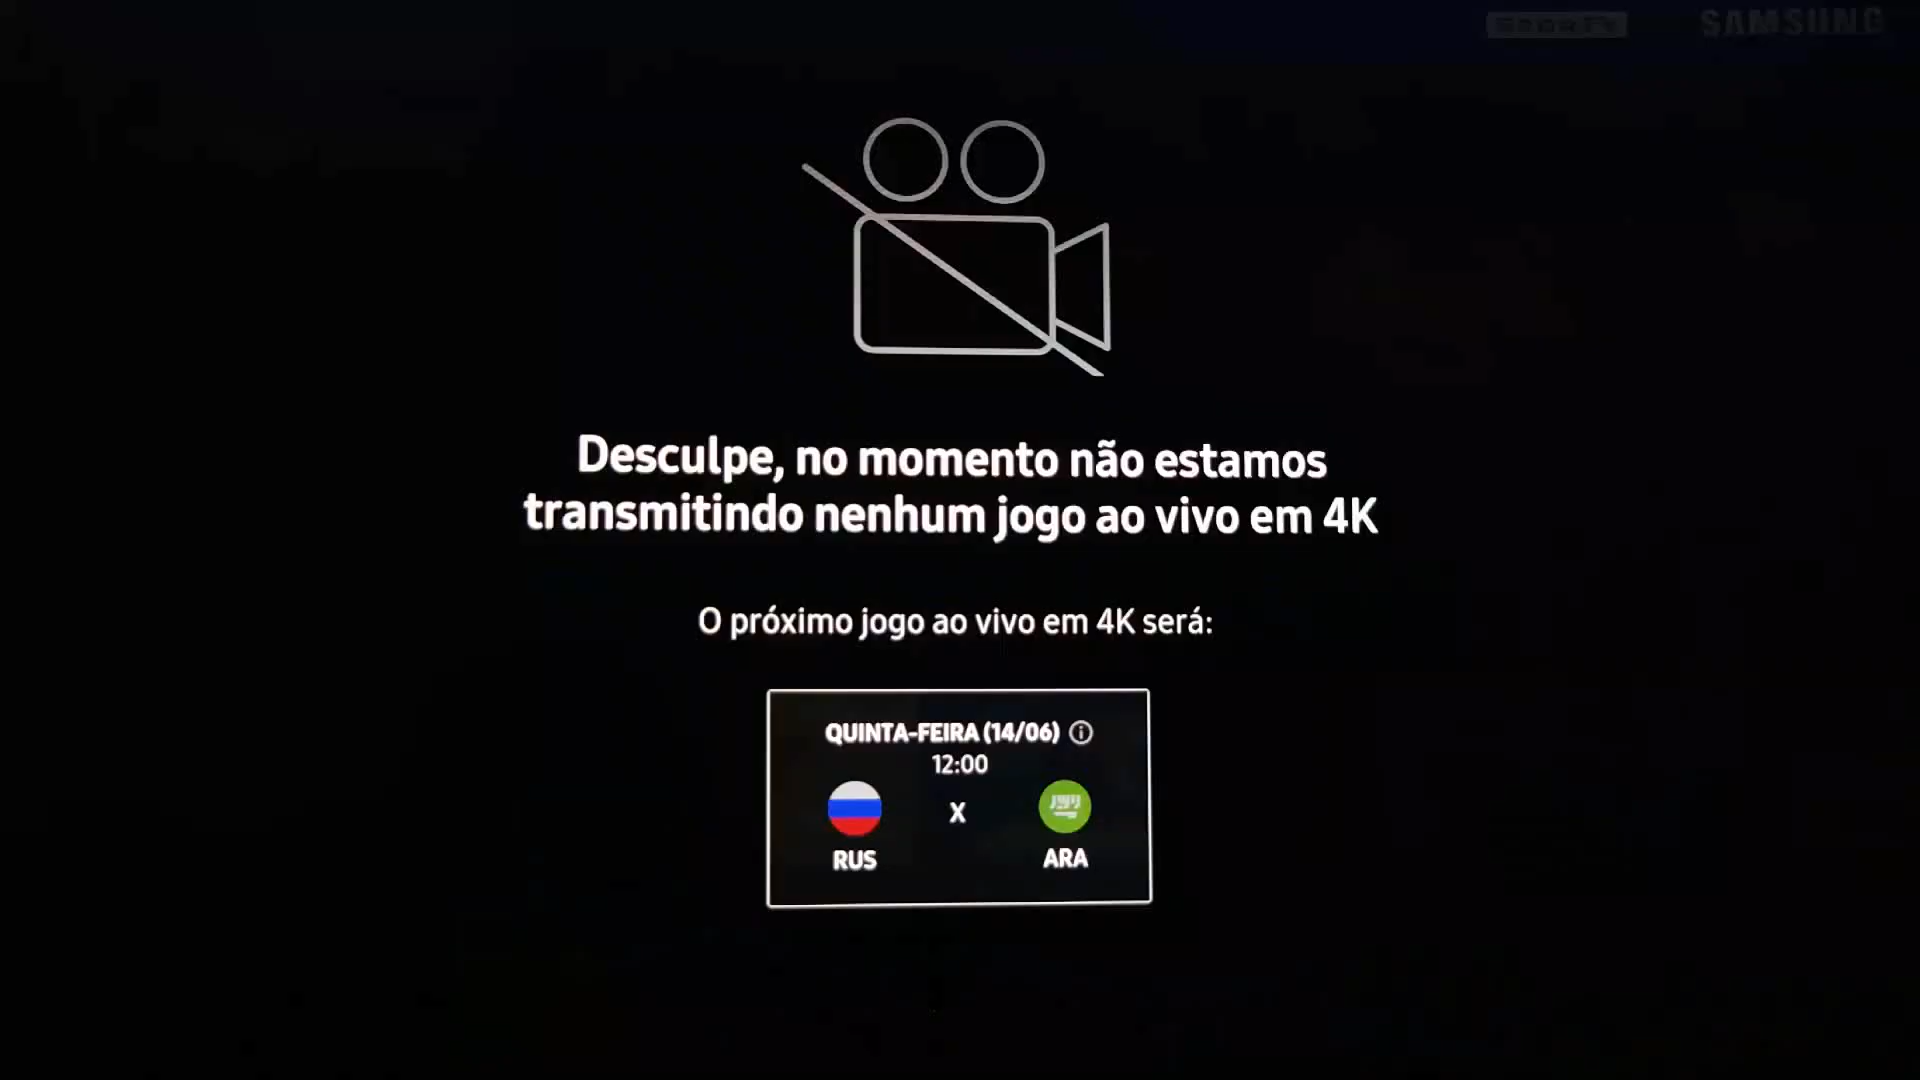 SAMSUNG
Desculpe, no momento não estamos
transmitindo nenhum jogo ao vivo em 4K
O próximo jogo ao vivo em 4K será:
QUINTA-FEIRA (14/06)
12:00
X
RUS
ARA